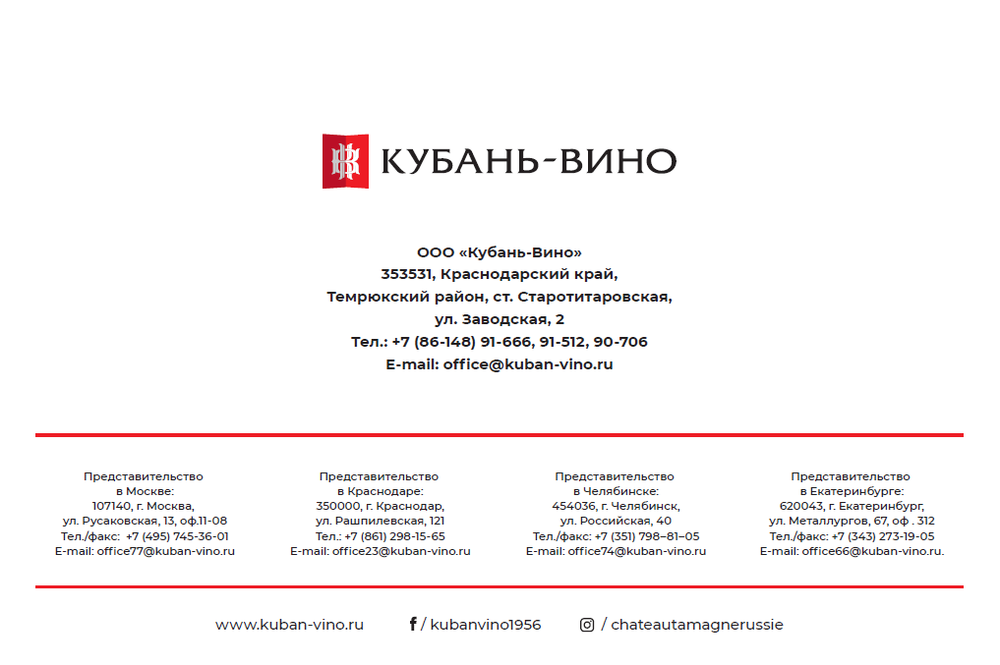 КУБАНЬ-ВИНО
ООО «Кубань-Вино»
353531, Краснодарский край,
Темрюкский район, ст. Старотитаровская,
ул. Заводская, 2
Тел.: +7 (86-148) 91-666, 91-512, 90-706
E-mail: office@kuban-vino.ru
Представительство
в Москве:
107140, г. Москва,
ул. Русаковская, 13, оф.11-08
Тел./факс: +7 (495) 745-36-01
E-mail: office77@kuban-vino.ru
Представительство
в Краснодаре:
350000, г. Краснодар,
ул. Рашпилевская, 121
Тел.: +7 (861) 298-15-65
E-mail: office23@kuban-vino.ru
Представительство
в Челябинске:
454036, г. Челябинск,
ул. Российская, 40
Тел./факс: +7 (351) 798–81–05
E-mail: office74@kuban-vino.ru
Представительство
в Екатеринбурге:
620043, г. Екатеринбург,
ул. Металлургов, 67, оф . 312
Тел./факс: +7 (343) 273-19-05
E-mail: office66@kuban-vino.ru.
www.kuban-vino.ru
/ kubanvino1956
/ chateautamagnerussie